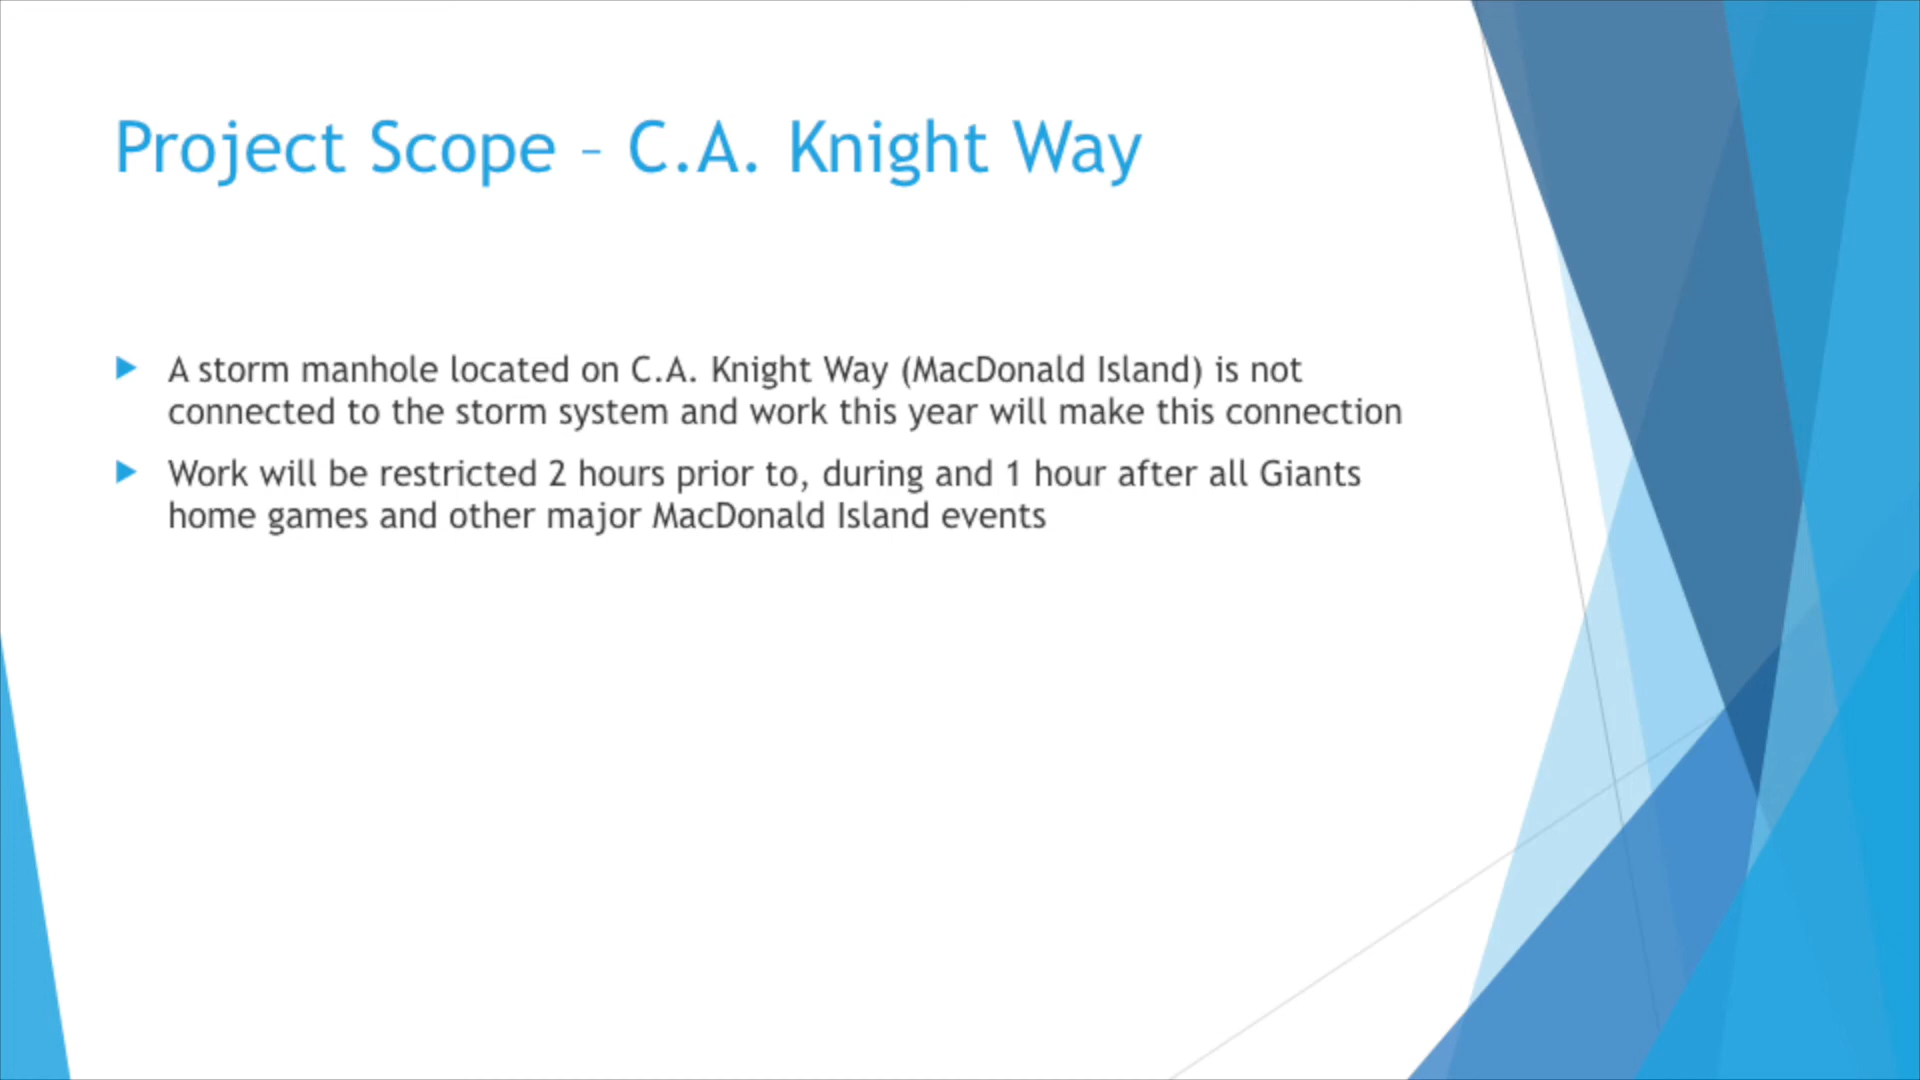 Project Scope – C.A. Knight Way
A storm manhole located on C.A. Knight Way (MacDonald Island) is not
connected to the storm system and work this year will make this connection
Work will be restricted 2 hours prior to, during and 1 hour after all Giants
home games and other major MacDonald Island events